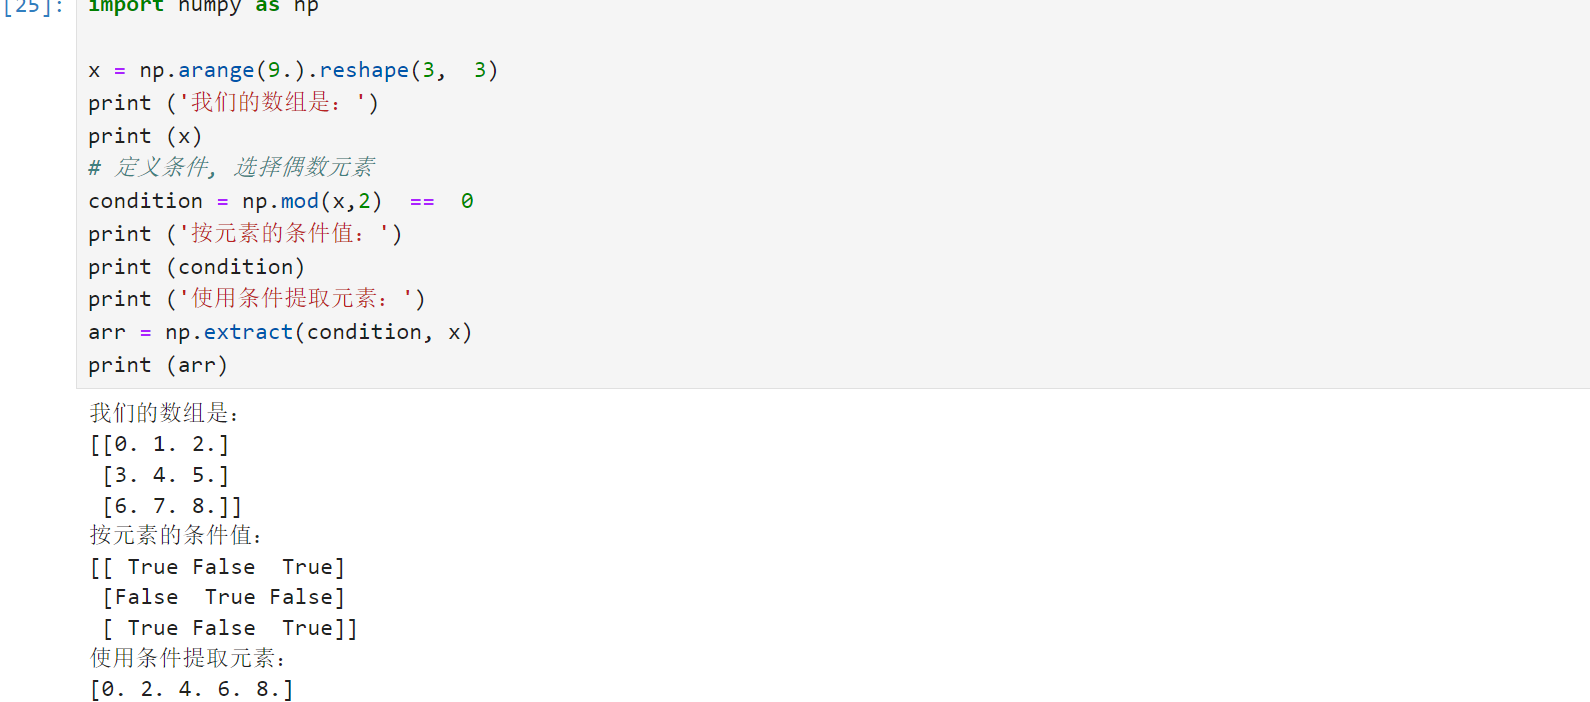 [25]: import numpy as np
x = np.arange(9.).reshape(3,  3)
print ('我们的数组是：')
print (x)
# 定义条件, 选择偶数元素
condition = np.mod(x,2)  ==  0
print ('按元素的条件值：')
print (condition)
print ('使用条件提取元素：')
arr = np.extract(condition, x)
print (arr)
我们的数组是：
[[0. 1. 2.]
 [3. 4. 5.]
 [6. 7. 8.]]
按元素的条件值：
[[ True False  True]
 [False  True False]
 [ True False  True]]
使用条件提取元素：
[0. 2. 4. 6. 8.]